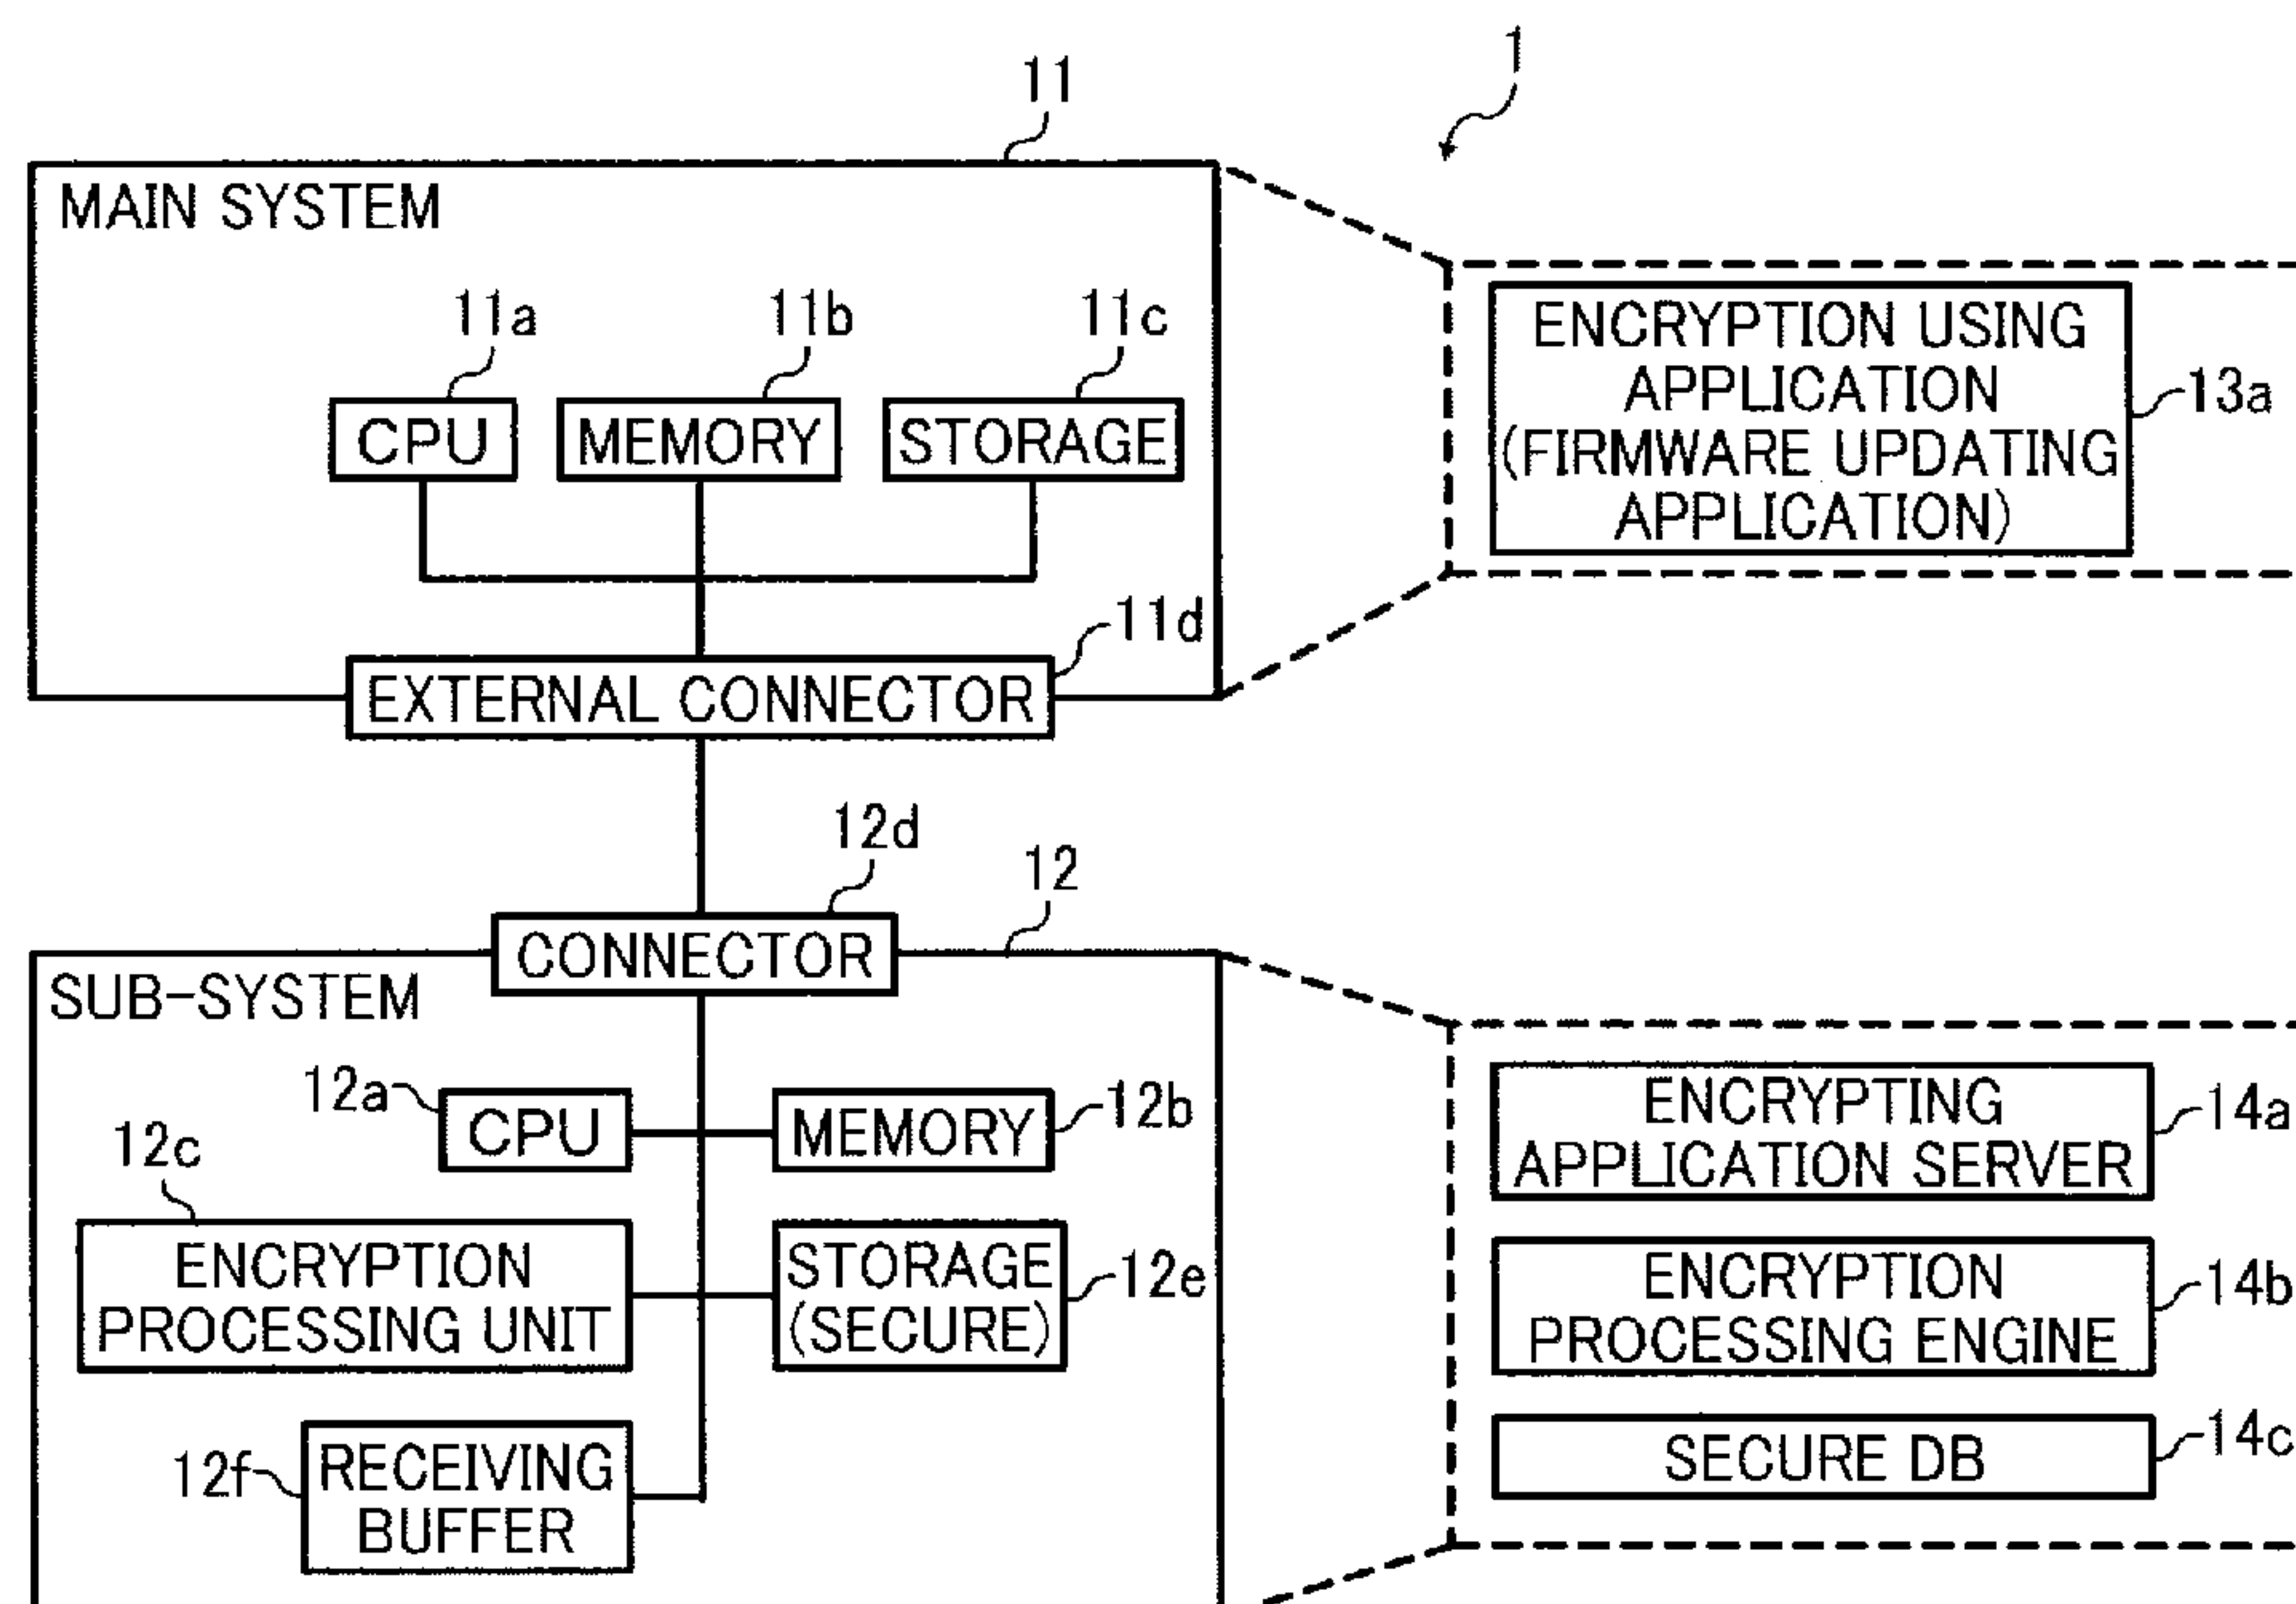 1
11
MAIN SYSTEM
11a
11b
11c
CPU
MEMORY
STORAGE
11d
EXTERNAL CONNECTOR
ENCRYPTION USING
APPLICATION
(FIRMWARE UPDATING
APPLICATION)
13a
12d
12
CONNECTOR
SUB-SYSTEM
12a
CPU
MEMORY
12b
12c
ENCRYPTION
PROCESSING UNIT
STORAGE
(SECURE)
12e
12f
RECEIVING
BUFFER
ENCRYPTING
APPLICATION SERVER
14a
ENCRYPTION
PROCESSING ENGINE
14b
SECURE DB
14c